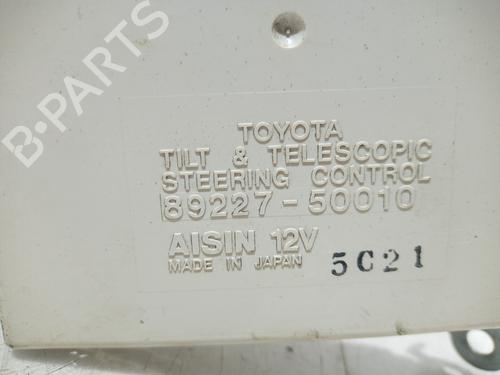 B-PARTS
TOYOTA
TILT & TELESCOPIC
STEERING CONTROL
89227-50010
AISIN 12V
MADE IN JAPAN
5C21